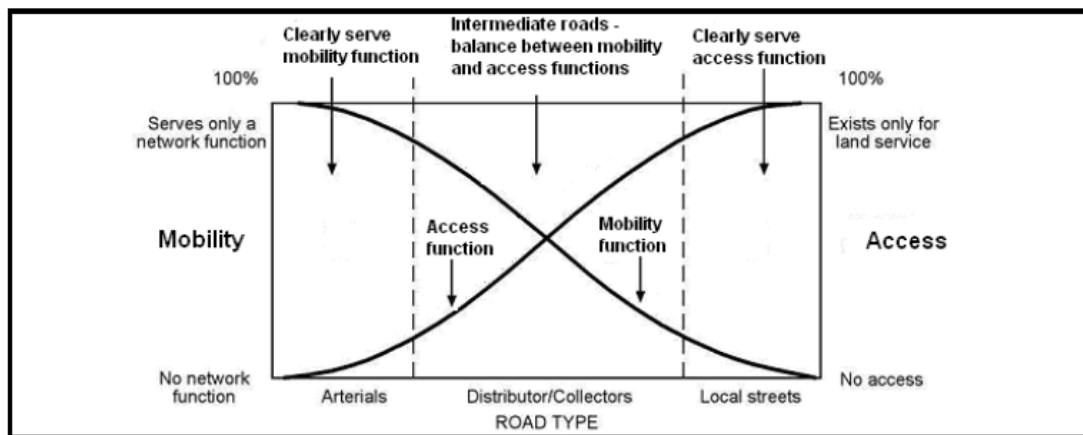 Clearly serve
mobility function
Intermediate roads -
balance between mobility
and access functions
Clearly serve
access function
100%
100%
Serves only a
network function
Exists only for
land service
Mobility
Access
function
Mobility
function
Access
No network
function
No access
Arterials
Distributor/Collectors
Local streets
ROAD TYPE